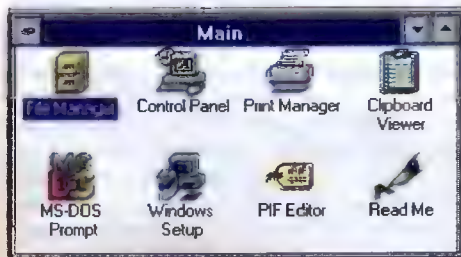 Main
File Manager
Control Panel
Print Manager
Clipboard
Viewer
MS-DOS
Prompt
Windows
Setup
PIF Editor
Read Me